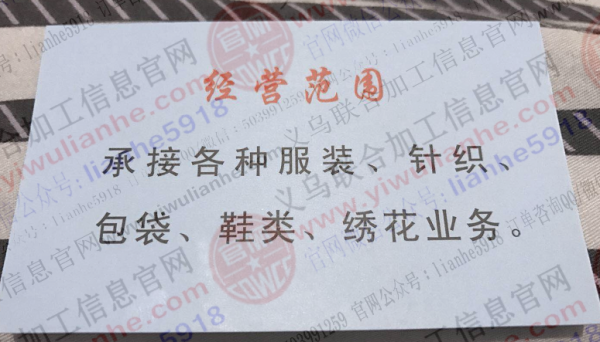 经营范围
承接各种服装、针织、
包袋、鞋类、绣花业务。
义乌联合加工信息官网
www.yiwulianhe.com
官网公众号: lianhe5918